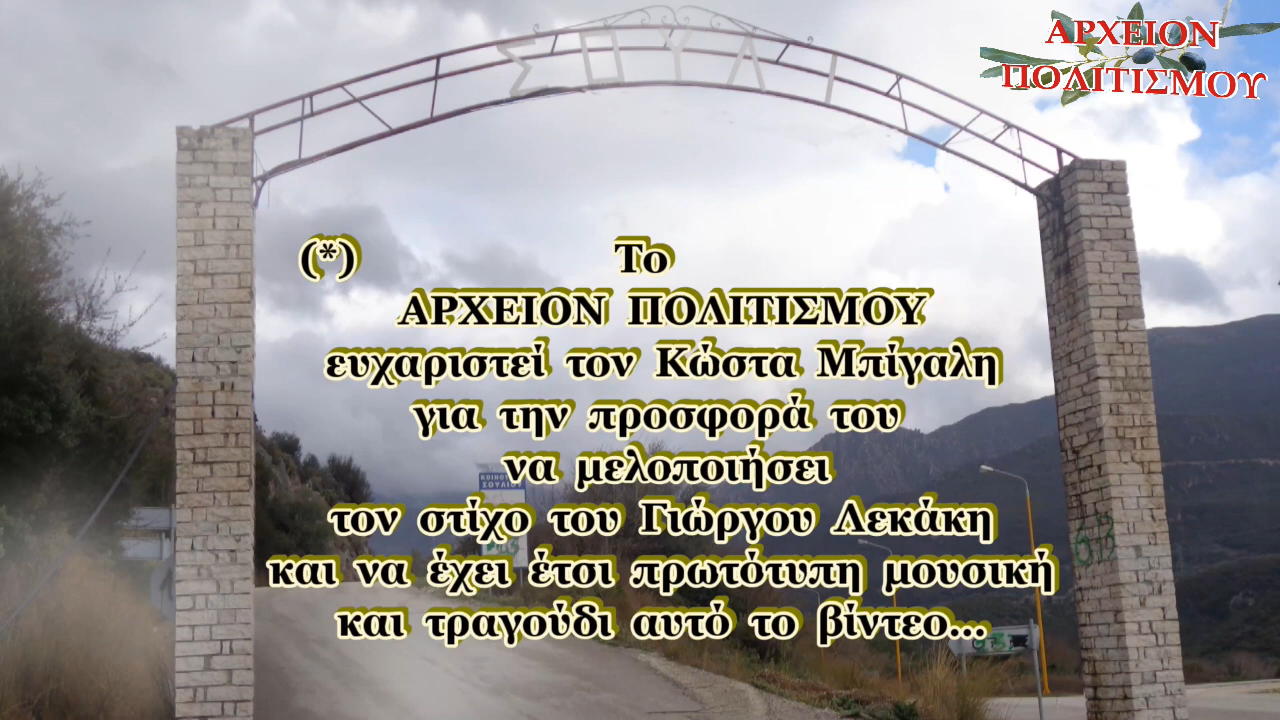 ΣΟΥΛΙ
ΑΡΧΕΙΟΝ
ΠΟΛΙΤΙΣΜΟΥ
(*) Το
ΑΡΧΕΙΟΝ ΠΟΛΙΤΙΣΜΟΥ
ευχαριστεί τον Κώστα Μπίγαλη
για την προσφορά του
να μελοποιήσει
τον στίχο του Γιώργου Λεκάκη
και να έχει έτσι πρωτότυπη μουσική
και τραγούδι αυτό το βίντεο...
ΣΟΥΛΙΟΥ